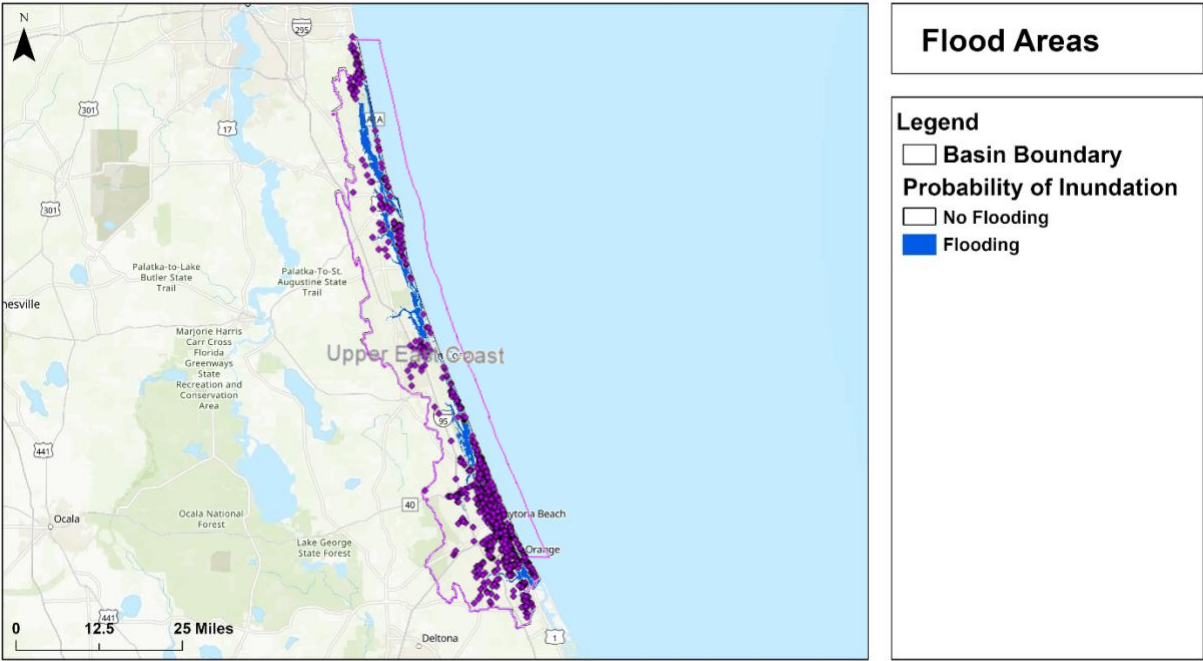 N
295
301
17
A1A
301
Palatka-to-Lake
Butler State
Trail
Palatka-To-St.
Augustine State
Trail
nesville
Marjorie Harris
Carr Cross
Florida
Greenways
State
Recreation and
Conservation
Area
Upper East Coast
95
441
40
Ocala National
Forest
ytona Beach
Ocala
Lake George
State Forest
Orange
441
0 12.5 25 Miles
Deltona
1
Flood Areas
Legend
Basin Boundary
Probability of Inundation
No Flooding
Flooding